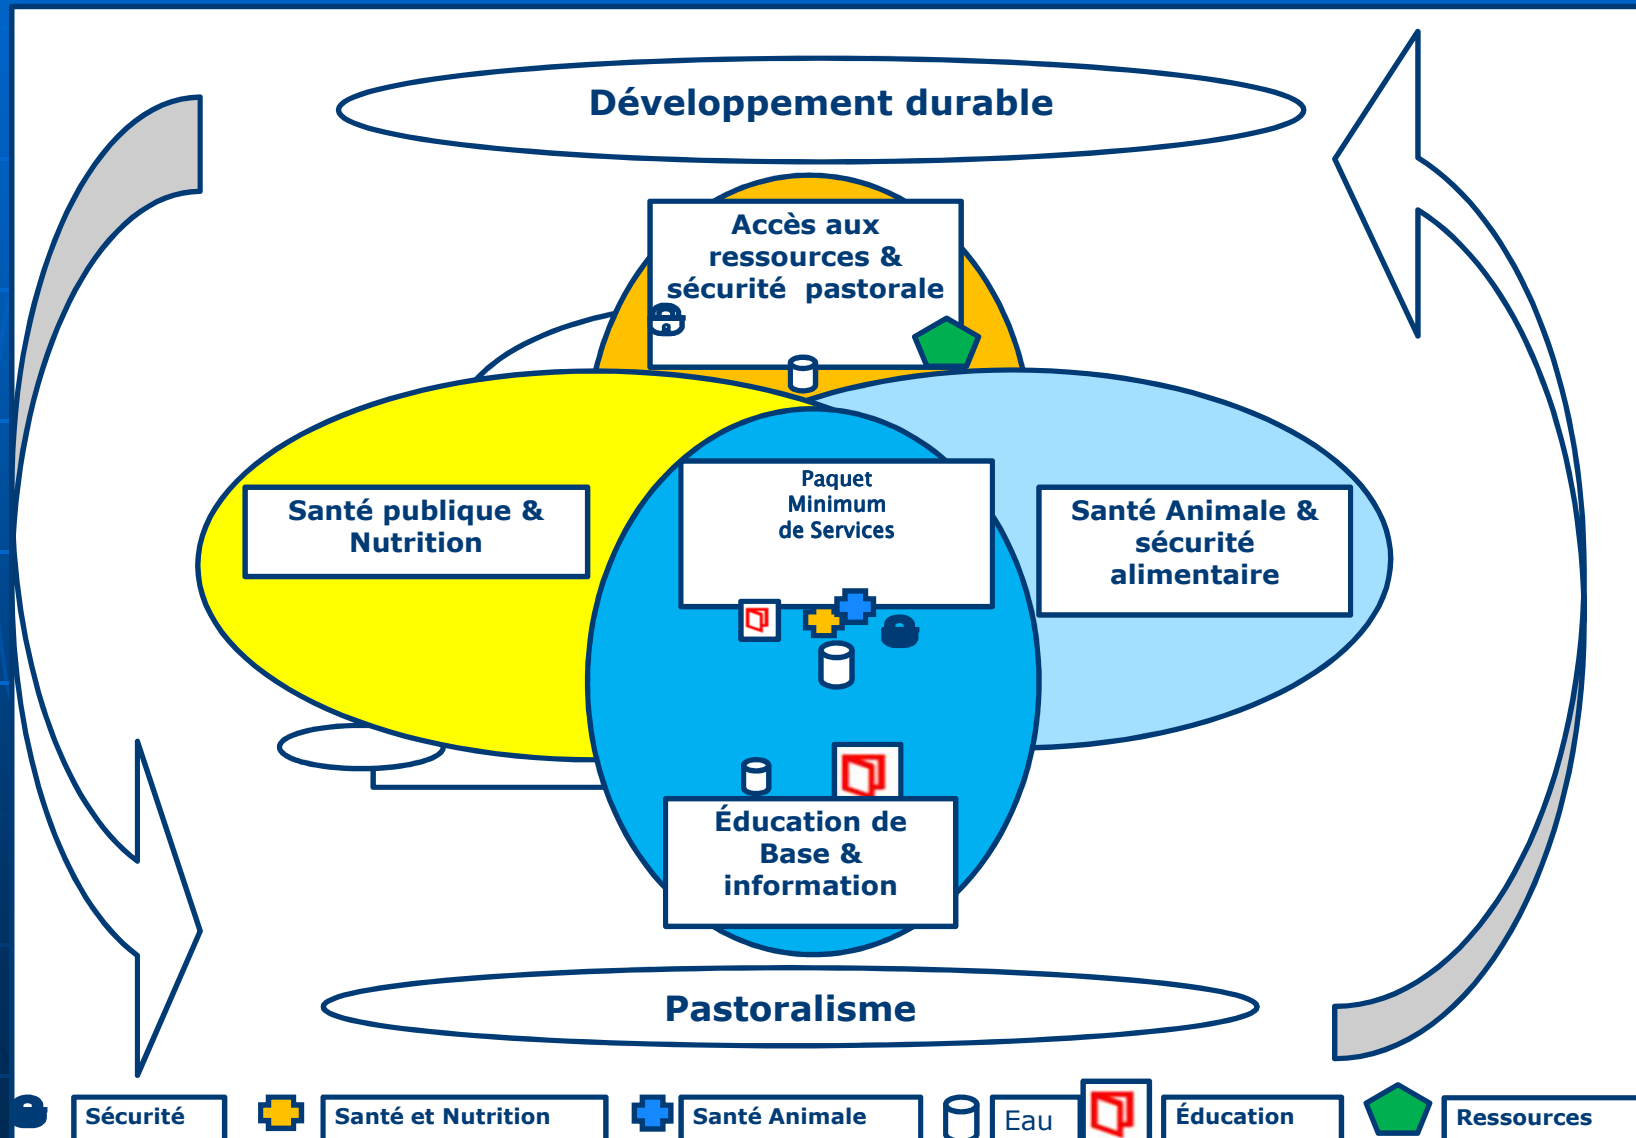 Développement durable
Accès aux
ressources &
sécurité pastorale
Santé publique &
Nutrition
Paquet
Minimum
de Services
Santé Animale &
sécurité
alimentaire
Éducation de
Base &
information
Pastoralisme
Sécurité
Santé et Nutrition
Santé Animale
Eau
Éducation
Ressources